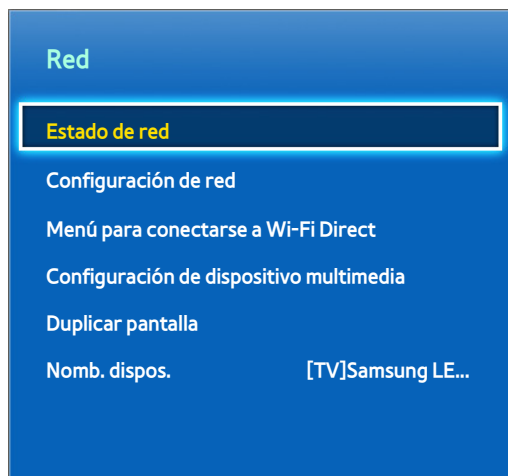 Red
Estado de red
Configuración de red
Menú para conectarse a Wi-Fi Direct
Configuración de dispositivo multimedia
Duplicar pantalla
Nomb. dispos. [TV]Samsung LE...